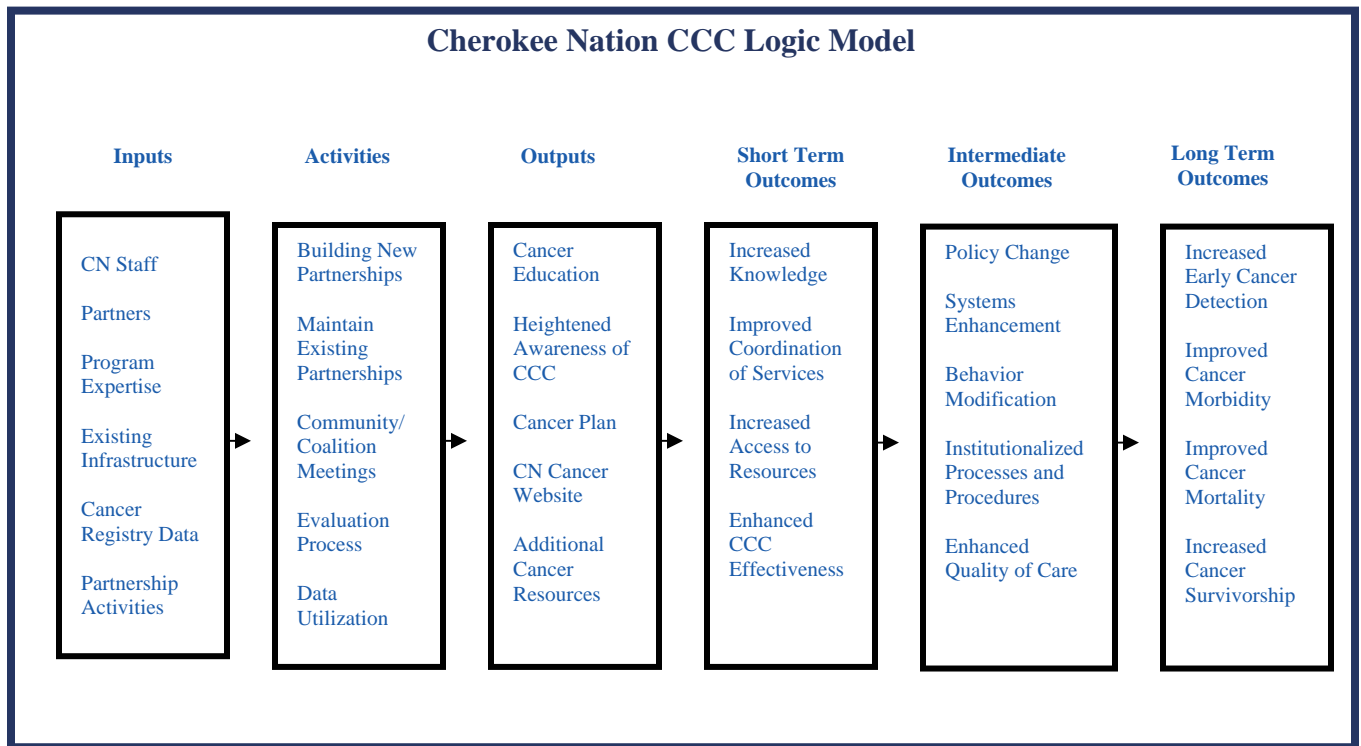 Cherokee Nation CCC Logic Model
Inputs
CN Staff
Partners
Program
Expertise
Existing
Infrastructure
Cancer
Registry Data
Partnership
Activities
Activities
Building New
Partnerships
Maintain
Existing
Partnerships
Community/
Coalition
Meetings
Evaluation
Process
Data
Utilization
Outputs
Cancer
Education
Heightened
Awareness of
CCC
Cancer Plan
CN Cancer
Website
Additional
Cancer
Resources
Short Term
Outcomes
Increased
Knowledge
Improved
Coordination
of Services
Increased
Access to
Resources
Enhanced
CCC
Effectiveness
Intermediate
Outcomes
Policy Change
Systems
Enhancement
Behavior
Modification
Institutionalized
Processes and
Procedures
Enhanced
Quality of Care
Long Term
Outcomes
Increased
Early Cancer
Detection
Improved
Cancer
Morbidity
Improved
Cancer
Mortality
Increased
Cancer
Survivorship